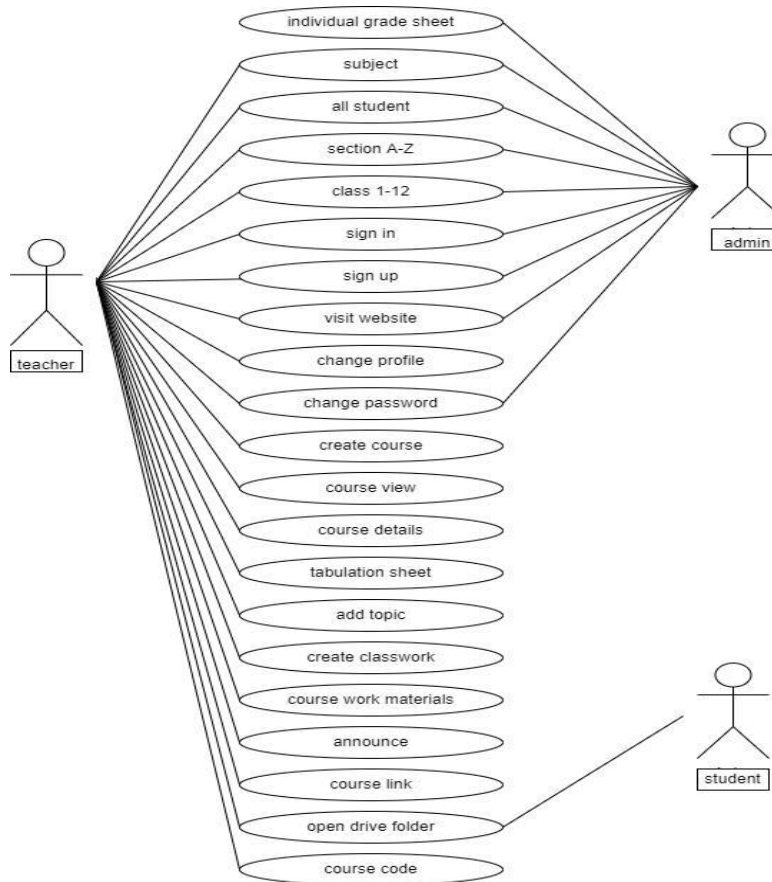 individual grade sheet
subject
all student
section A-Z
class 1-12
sign in
sign up
visit website
change profile
change password
create course
course view
course details
tabulation sheet
add topic
create classwork
course work materials
announce
course link
open drive folder
course code
teacher
admin
student